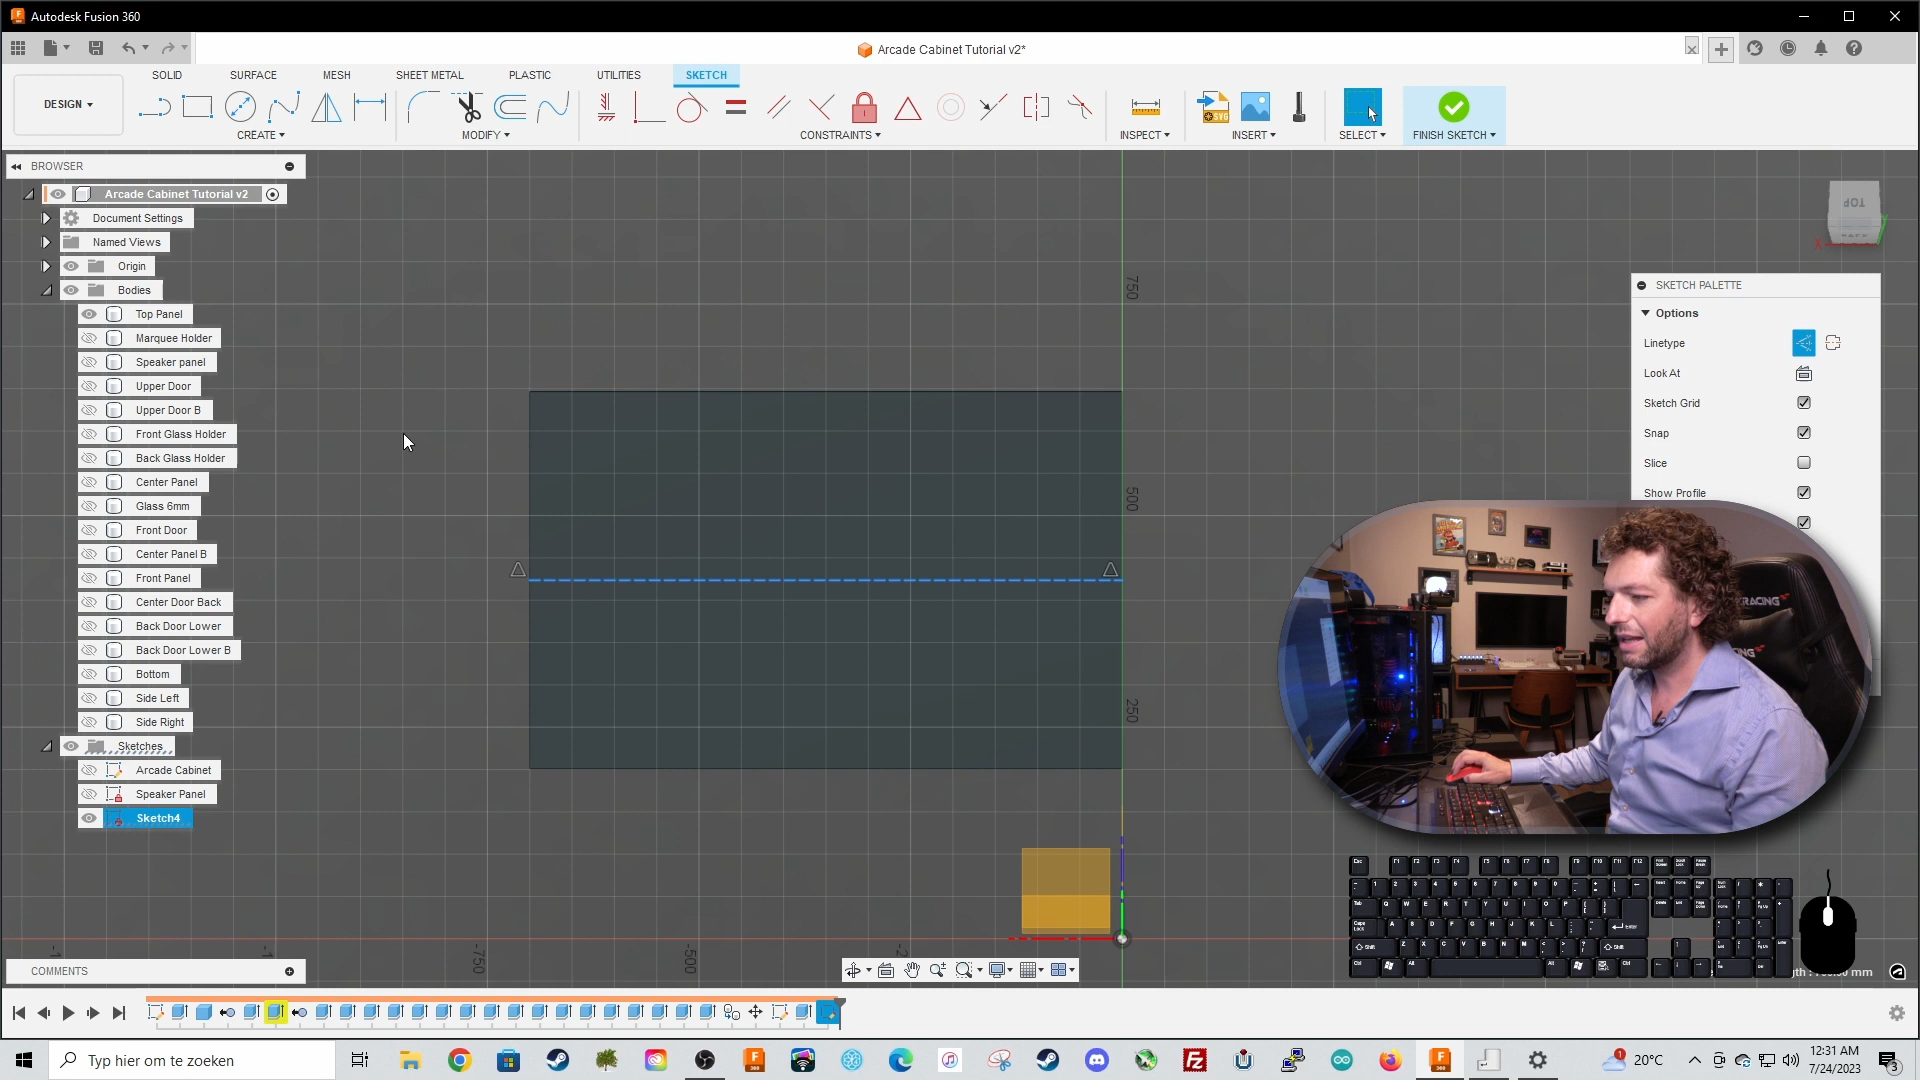 Autodesk Fusion 360
Arcade Cabinet Tutorial v2*
SOLID
SURFACE
MESH
SHEET METAL
PLASTIC
UTILITIES
SKETCH
DESIGN
CREATE
MODIFY
CONSTRAINTS
INSPECT
INSERT
SELECT
FINISH SKETCH
BROWSER
Arcade Cabinet Tutorial v2
Document Settings
Named Views
Origin
Bodies
Top Panel
Marquee Holder
Speaker panel
Upper Door
Upper Door B
Front Glass Holder
Back Glass Holder
Center Panel
Glass 6mm
Front Door
Center Panel B
Front Panel
Center Door Back
Back Door Lower
Back Door Lower B
Bottom
Side Left
Side Right
Sketches
Arcade Cabinet
Speaker Panel
Sketch4
COMMENTS
750
500
250
-750
-500
TOP
X
SKETCH PALETTE
Options
Linetype
Look At
Sketch Grid
Snap
Slice
Show Profile
RACING
mm
Typ hier om te zoeken
20°C
12:31 AM
7/24/2023